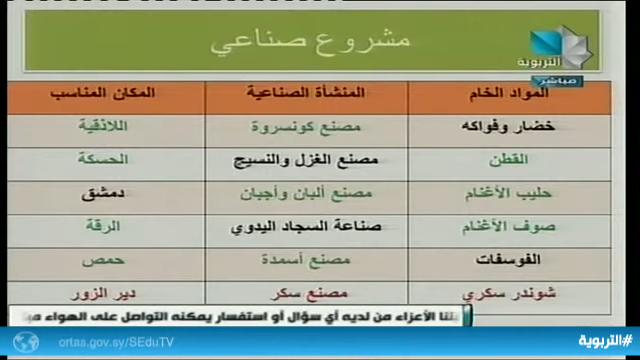 مشروع صناعي
التربوية
مباشر
المواد الخام المنشأة الصناعية المكان المناسب
خضار وفواكه مصنع كونسروة اللاذقية
القطن مصنع الغزل والنسيج الحسكة
حليب الأغنام مصنع ألبان وأجبان دمشق
صوف الأغنام صناعة السجاد اليدوي الرقة
الفوسفات مصنع أسمدة حمص
شوندر سكري مصنع سكر دير الزور
الأعزاء من لديه أي سؤال أو استفسار يمكنه التواصل على الهواء
#التربوية
ortas.gov.sy/SEduTV